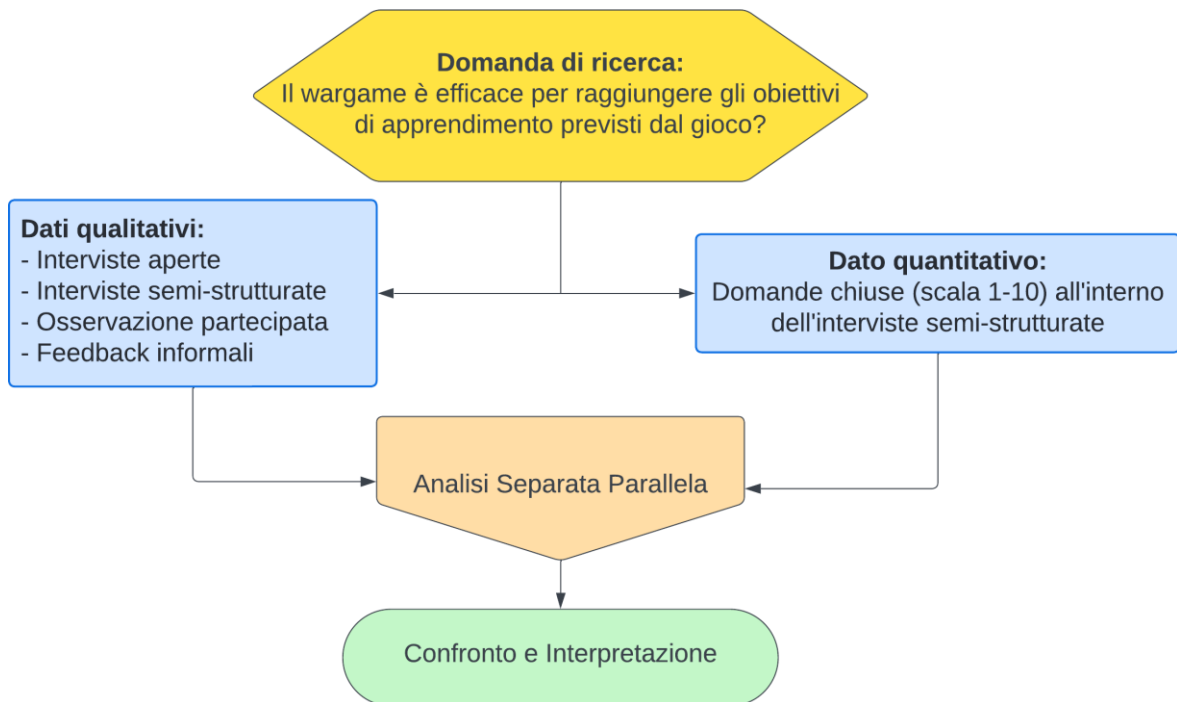 Domanda di ricerca:
Il wargame è efficace per raggiungere gli obiettivi
di apprendimento previsti dal gioco?
Dati qualitativi:
- Interviste aperte
- Interviste semi-strutturate
- Osservazione partecipata
- Feedback informali
Dato quantitativo:
Domande chiuse (scala 1-10) all'interno
dell'interviste semi-strutturate
Analisi Separata Parallela
Confronto e Interpretazione